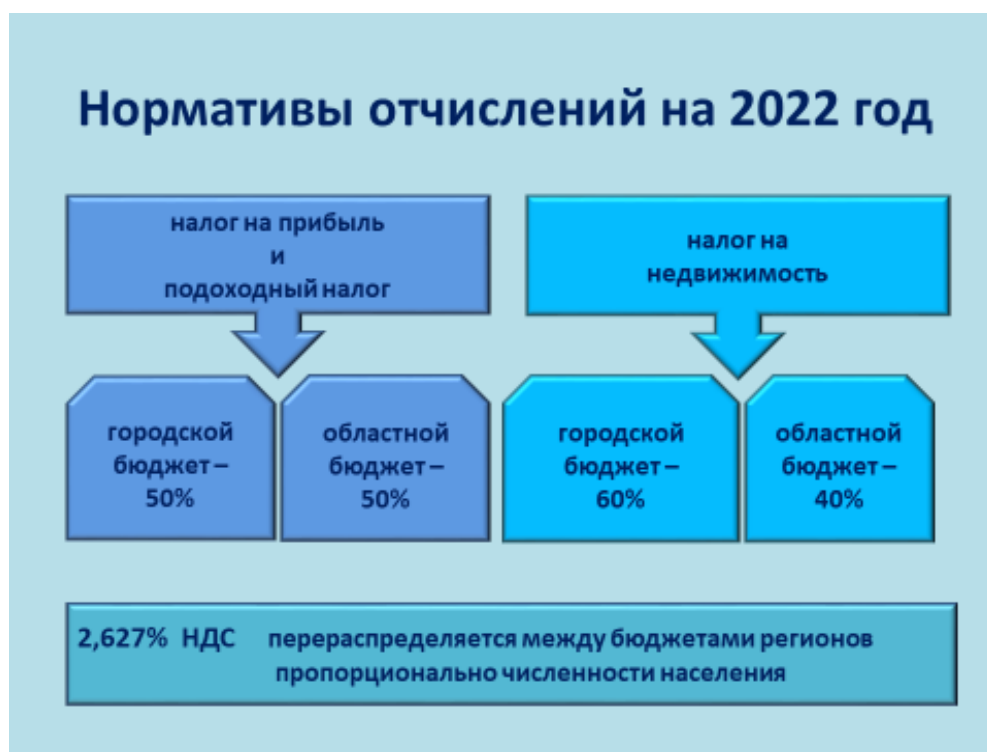 Нормативы отчислений на 2022 год
налог на прибыль
и
подоходный налог
налог на
недвижимость
городской
бюджет –
50%
областной
бюджет –
50%
городской
бюджет –
60%
областной
бюджет –
40%
2,627% НДС перераспределяется между бюджетами регионов
пропорционально численности населения